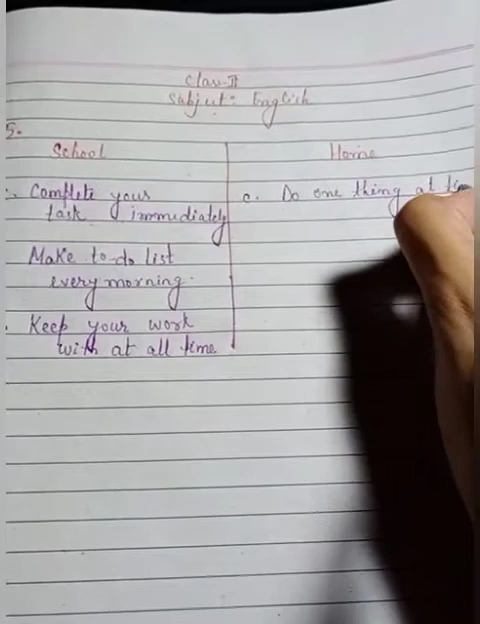 Class-II
Subject: English
5.
School
Home
Complete your
task immediately
a. Do one thing at
Make to-do list
every morning.
Keep your work
with at all time.